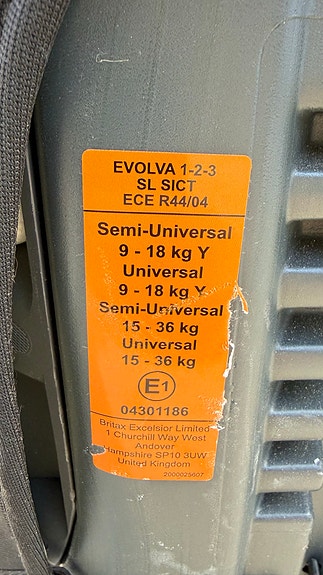 EVOLVA 1-2-3
SL SICT
ECE R44/04
Semi-Universal
9 - 18 kg Y
Universal
9 - 18 kg Y
Semi-Universal
15 - 36 kg
Universal
15 - 36 kg
E1
04301186
Britax Excelsior Limited
1 Churchill Way West
Andover
Hampshire SP10 3UW
United Kingdom
2000025607